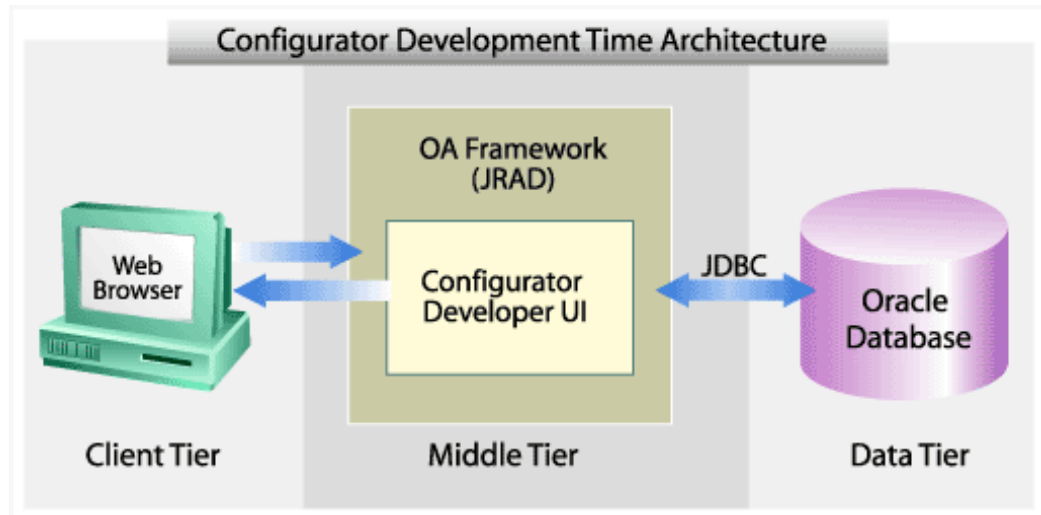 Configurator Development Time Architecture
OA Framework
(JRAD)
Web
Browser
Configurator
Developer UI
JDBC
Oracle
Database
Client Tier
Middle Tier
Data Tier